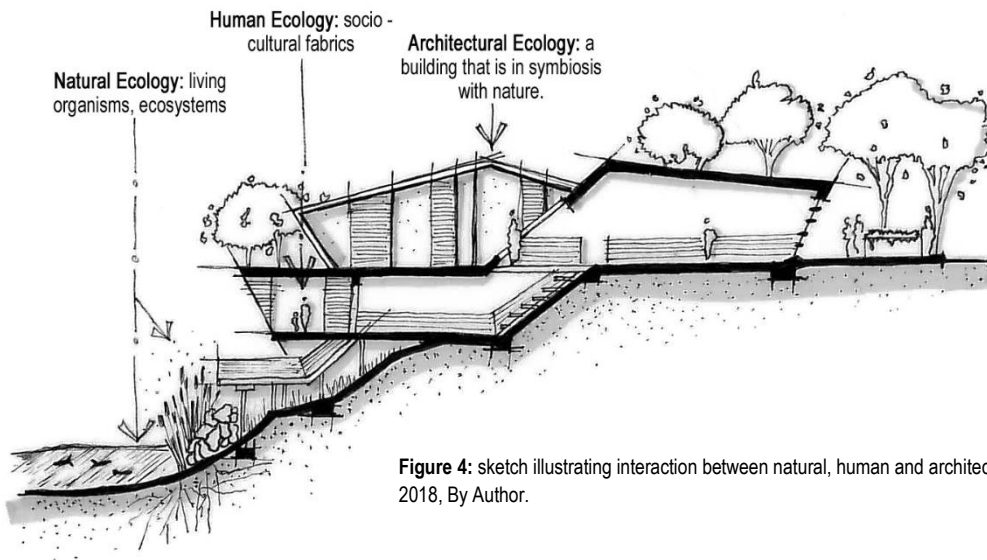 Human Ecology: socio -
cultural fabrics
Architectural Ecology: a
building that is in symbiosis
with nature.
Natural Ecology: living
organisms, ecosystems
Figure 4: sketch illustrating interaction between natural, human and
2018, By Author.